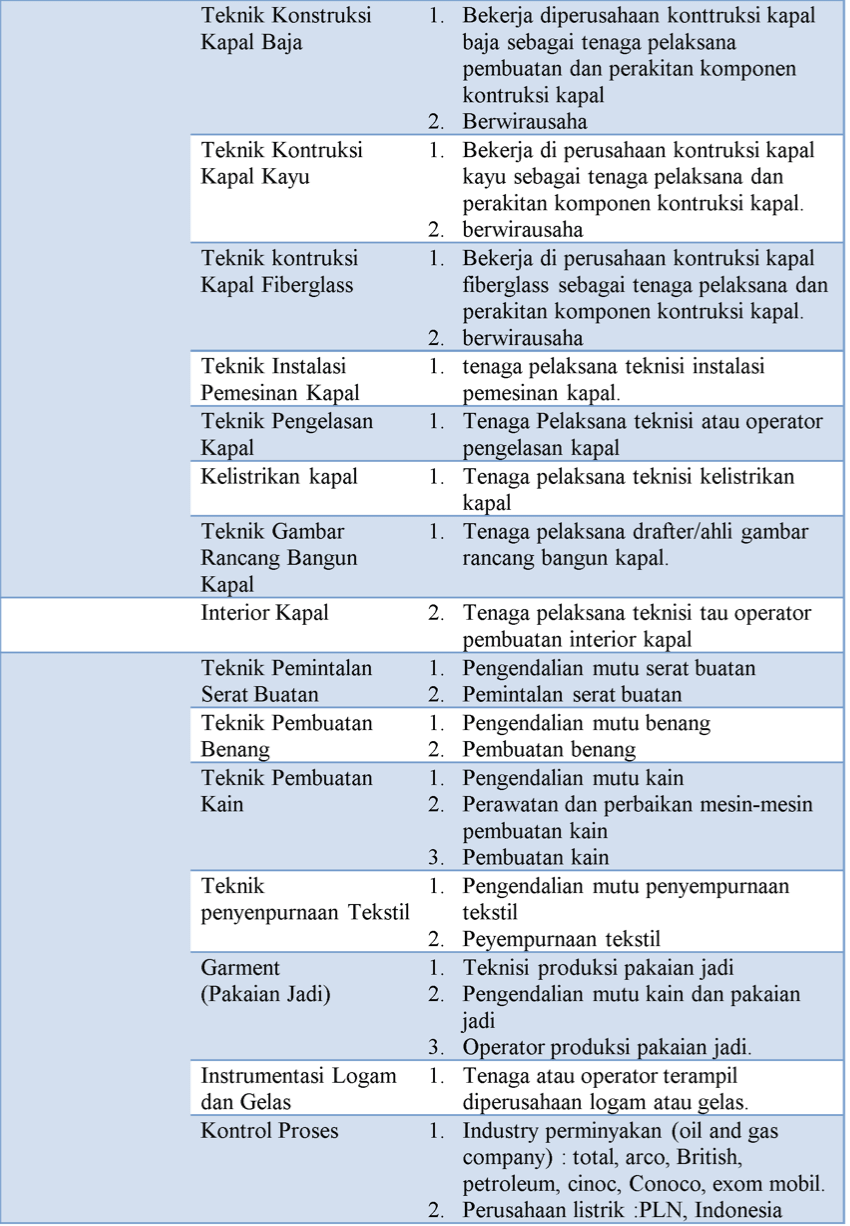 Teknik Konstruksi
Kapal Baja
1. Bekerja diperusahaan konttruksi kapal
baja sebagai tenaga pelaksana
pembuatan dan perakitan komponen
kontruksi kapal
2. Berwirausaha
Teknik Kontruksi
Kapal Kayu
1. Bekerja di perusahaan kontruksi kapal
kayu sebagai tenaga pelaksana dan
perakitan komponen kontruksi kapal.
2. berwirausaha
Teknik kontruksi
Kapal Fiberglass
1. Bekerja di perusahaan kontruksi kapal
fiberglass sebagai tenaga pelaksana dan
perakitan komponen kontruksi kapal.
2. berwirausaha
Teknik Instalasi
Pemesinan Kapal
1. tenaga pelaksana teknisi instalasi
pemesinan kapal.
Teknik Pengelasan
Kapal
1. Tenaga Pelaksana teknisi atau operator
pengelasan kapal
Kelistrikan kapal
1. Tenaga pelaksana teknisi kelistrikan
kapal
Teknik Gambar
Rancang Bangun
Kapal
1. Tenaga pelaksana drafter/ahli gambar
rancang bangun kapal.
Interior Kapal
2. Tenaga pelaksana teknisi tau operator
pembuatan interior kapal
Teknik Pemintalan
Serat Buatan
1. Pengendalian mutu serat buatan
2. Pemintalan serat buatan
Teknik Pembuatan
Benang
1. Pengendalian mutu benang
2. Pembuatan benang
Teknik Pembuatan
Kain
1. Pengendalian mutu kain
2. Perawatan dan perbaikan mesin-mesin
pembuatan kain
3. Pembuatan kain
Teknik
penyenpurnaan Tekstil
1. Pengendalian mutu penyempurnaan
tekstil
2. Peyempurnaan tekstil
Garment
(Pakaian Jadi)
1. Teknisi produksi pakaian jadi
2. Pengendalian mutu kain dan pakaian
jadi
3. Operator produksi pakaian jadi.
Instrumentasi Logam
dan Gelas
1. Tenaga atau operator terampil
diperusahaan logam atau gelas.
Kontrol Proses
1. Industry perminyakan (oil and gas
company) : total, arco, British,
petroleum, cinoc, Conoco, exom mobil.
2. Perusahaan listrik :PLN, Indonesia